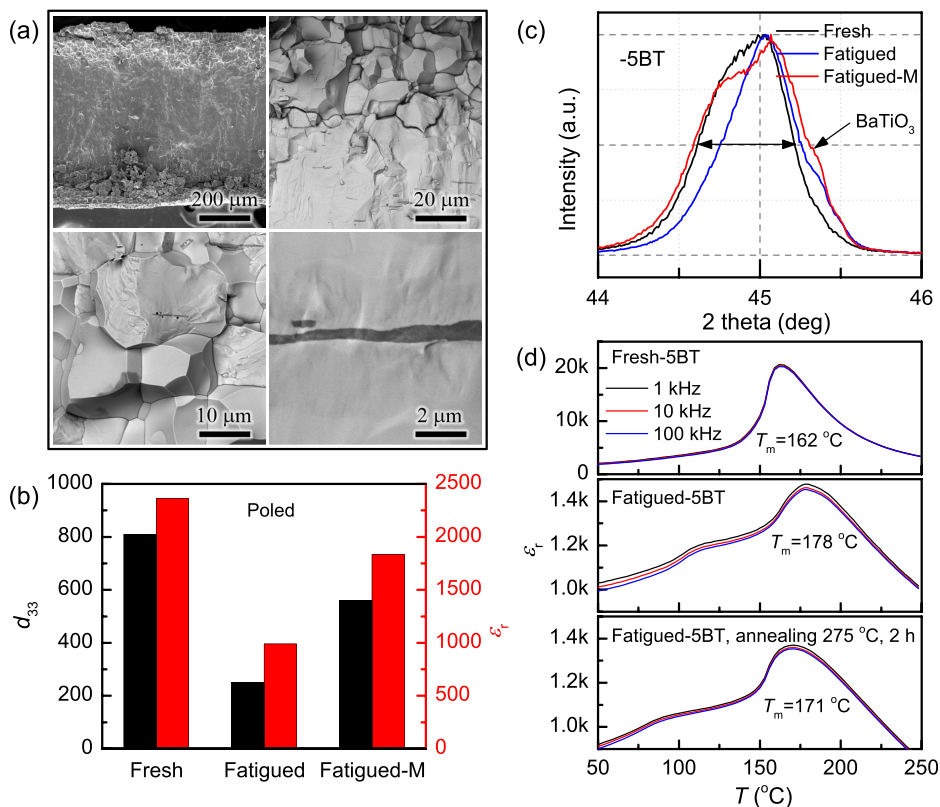 (a)
200 μm
20 μm
10 μm
2 μm
(b)
1000
800
600
400
200
0
d33
Poled
2500
2000
1500
1000
500
0
εr
Fresh
Fatigued
Fatigued-M
(c)
-5BT
Fresh
Fatigued
Fatigued-M
BaTiO3
Intensity (a.u.)
44
45
46
2 theta (deg)
(d)
20k
10k
0
Fresh-5BT
1 kHz
10 kHz
100 kHz
Tm=162 °C
1.4k
1.2k
1.0k
Fatigued-5BT
Tm=178 °C
εr
1.4k
1.2k
1.0k
Fatigued-5BT, annealing 275 °C, 2 h
Tm=171 °C
50
100
150
200
250
T (°C)